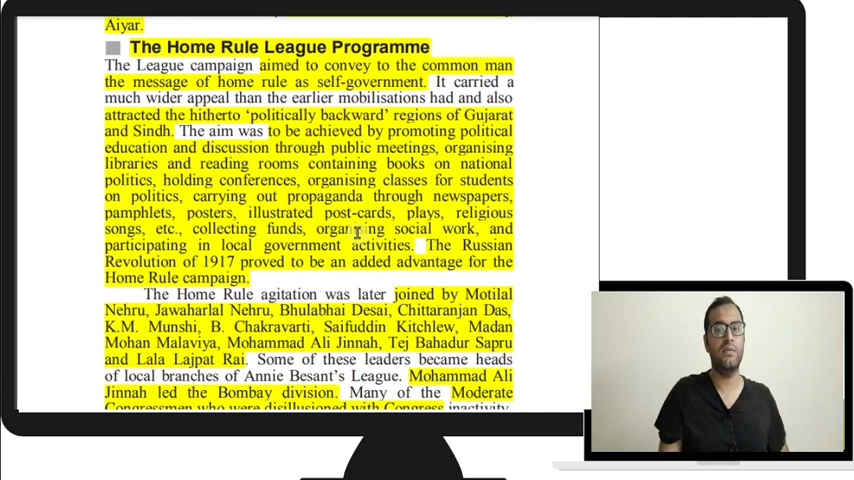 Aiyar.
The Home Rule League Programme
The League campaign aimed to convey to the common man
the message of home rule as self-government. It carried a
much wider appeal than the earlier mobilisations had and also
attracted the hitherto ‘politically backward’ regions of Gujarat
and Sindh. The aim was to be achieved by promoting political
education and discussion through public meetings, organising
libraries and reading rooms containing books on national
politics, holding conferences, organising classes for students
on politics, carrying out propaganda through newspapers,
pamphlets, posters, illustrated post-cards, plays, religious
songs, etc., collecting funds, organising social work, and
participating in local government activities. The Russian
Revolution of 1917 proved to be an added advantage for the
Home Rule campaign.
The Home Rule agitation was later joined by Motilal
Nehru, Jawaharlal Nehru, Bhulabhai Desai, Chittaranjan Das,
K.M. Munshi, B. Chakravarti, Saifuddin Kitchlew, Madan
Mohan Malaviya, Mohammad Ali Jinnah, Tej Bahadur Sapru
and Lala Lajpat Rai. Some of these leaders became heads
of local branches of Annie Besant’s League. Mohammad Ali
Jinnah led the Bombay division. Many of the Moderate
Congressmen who were disillusioned with Congress inactivity,